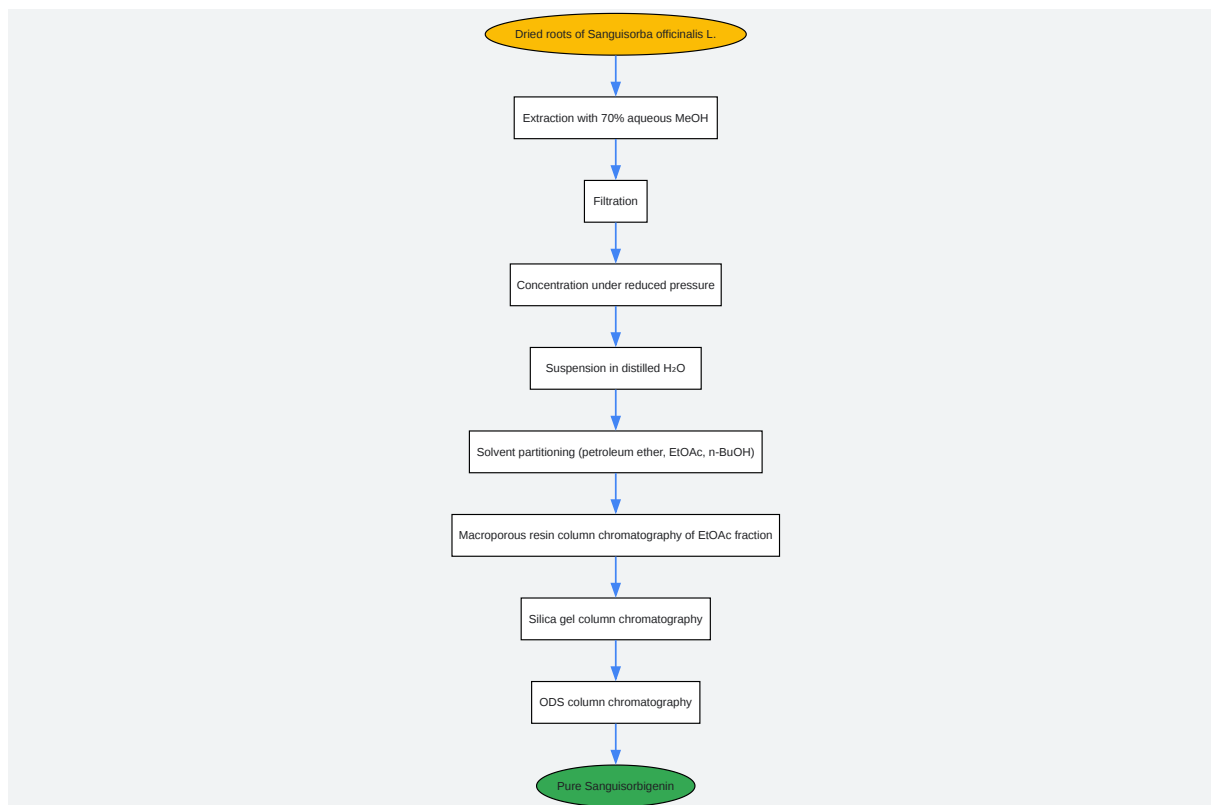 Dried roots of Sanguisorba officinalis L.
Extraction with 70% aqueous MeOH
Filtration
Concentration under reduced pressure
Suspension in distilled H₂O
Solvent partitioning (petroleum ether, EtOAc, n-BuOH)
Macroporous resin column chromatography of EtOAc fraction
Silica gel column chromatography
ODS column chromatography
Pure Sanguisorbigenin